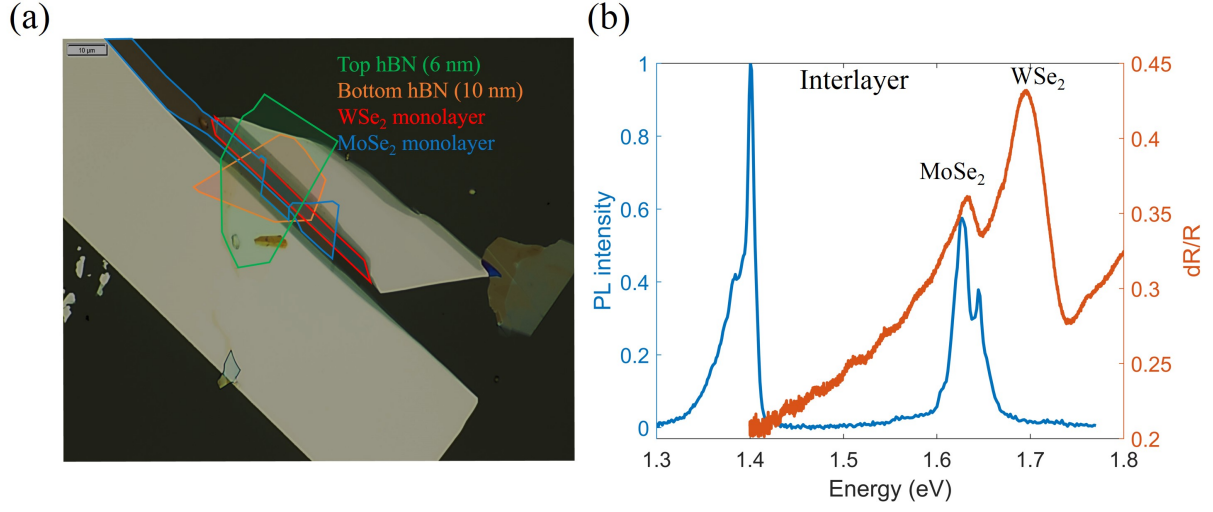 (a)
10 μm
Top hBN (6 nm)
Bottom hBN (10 nm)
WSe₂ monolayer
MoSe₂ monolayer
(b)
Interlayer
WSe₂
MoSe₂
1
0.8
0.6
0.4
0.2
0
PL intensity
0.45
0.4
0.35
0.3
0.25
0.2
dR/R
1.3 1.4 1.5 1.6 1.7 1.8
Energy (eV)